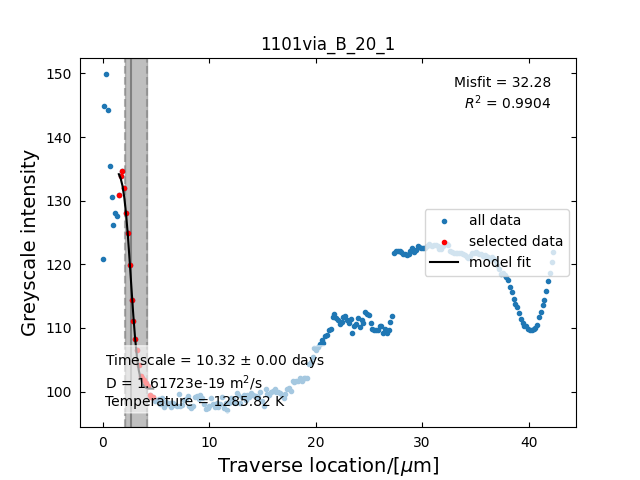 1101via_B_20_1
Misfit = 32.28
R² = 0.9904
150
140
130
120
110
100
Greyscale intensity
all data
selected data
model fit
Timescale = 10.32 ± 0.00 days
D = 1.61723e-19 m²/s
Temperature = 1285.82 K
0 10 20 30 40
Traverse location/[μm]